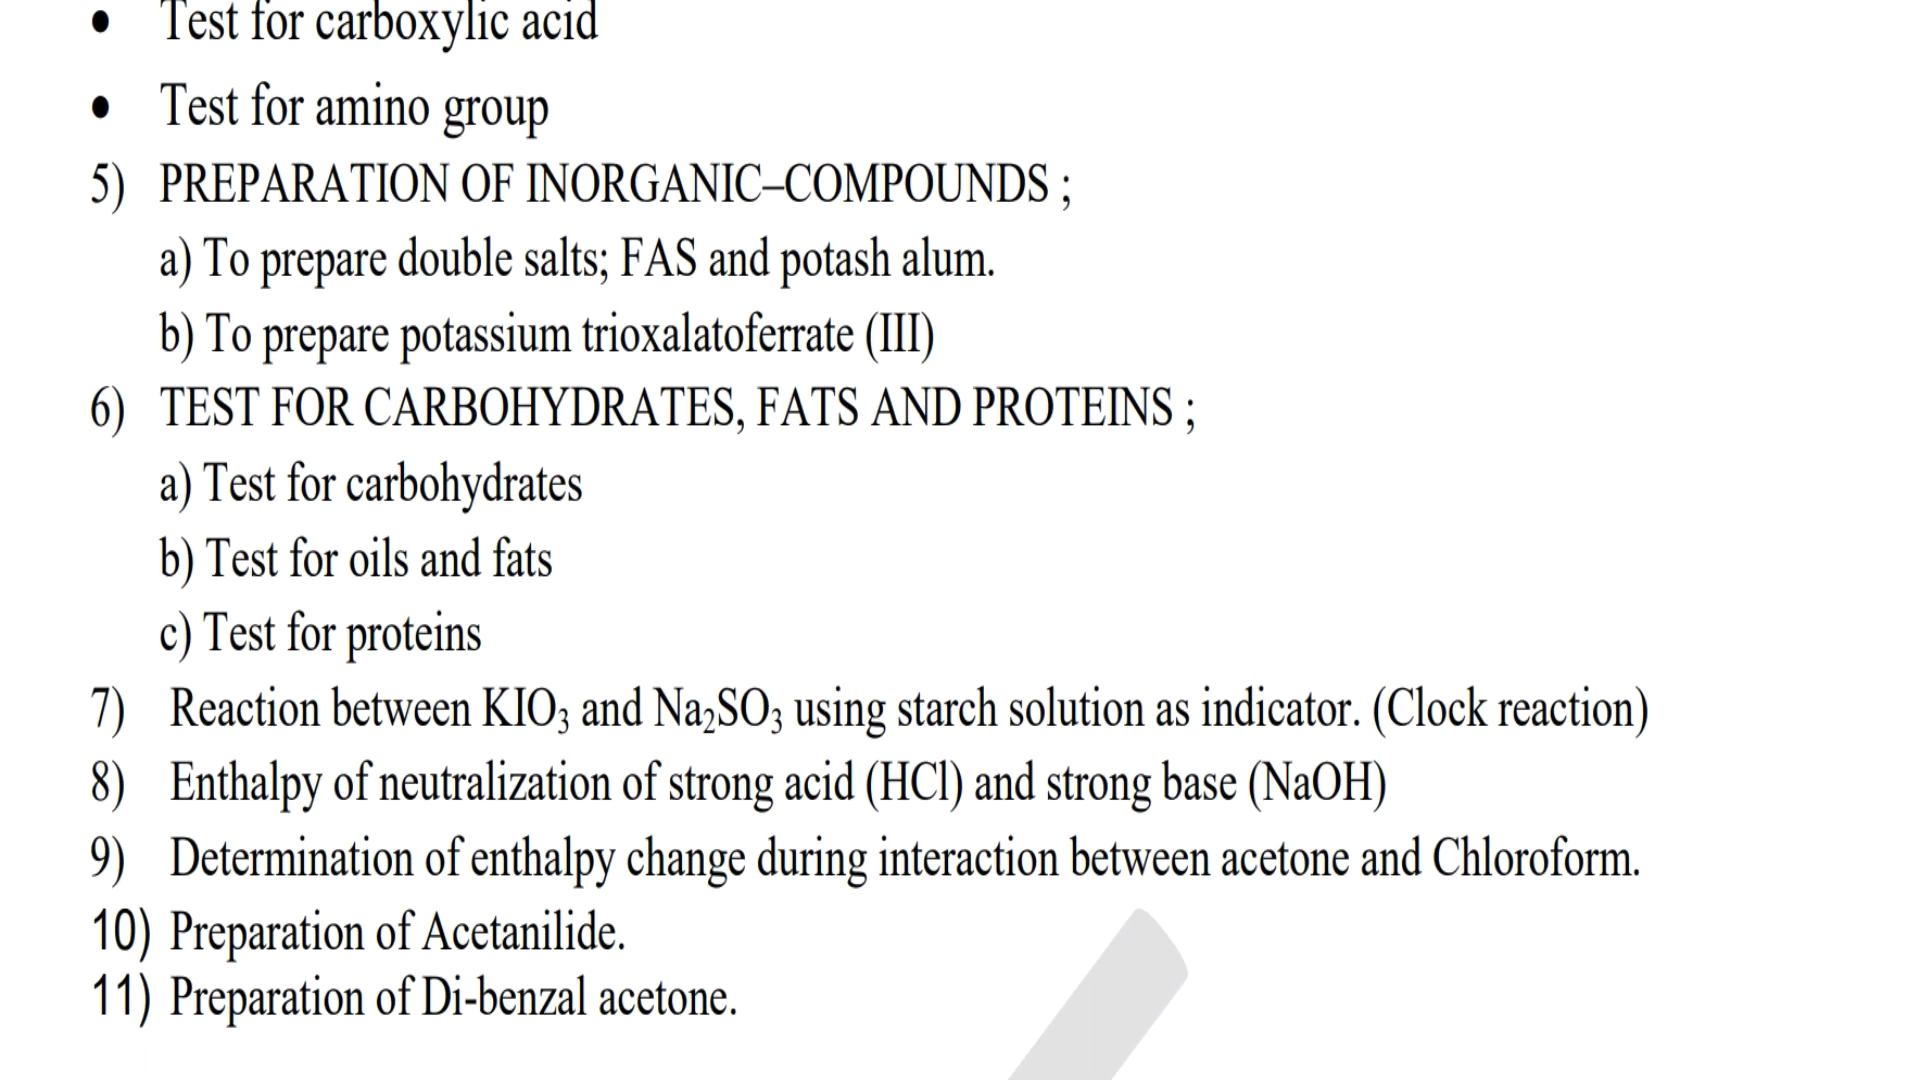 • Test for carboxylic acid
• Test for amino group
5) PREPARATION OF INORGANIC–COMPOUNDS ;
a) To prepare double salts; FAS and potash alum.
b) To prepare potassium trioxalatoferrate (III)
6) TEST FOR CARBOHYDRATES, FATS AND PROTEINS ;
a) Test for carbohydrates
b) Test for oils and fats
c) Test for proteins
7) Reaction between KIO₃ and Na₂SO₃ using starch solution as indicator. (Clock reaction)
8) Enthalpy of neutralization of strong acid (HCl) and strong base (NaOH)
9) Determination of enthalpy change during interaction between acetone and Chloroform.
10) Preparation of Acetanilide.
11) Preparation of Di-benzal acetone.